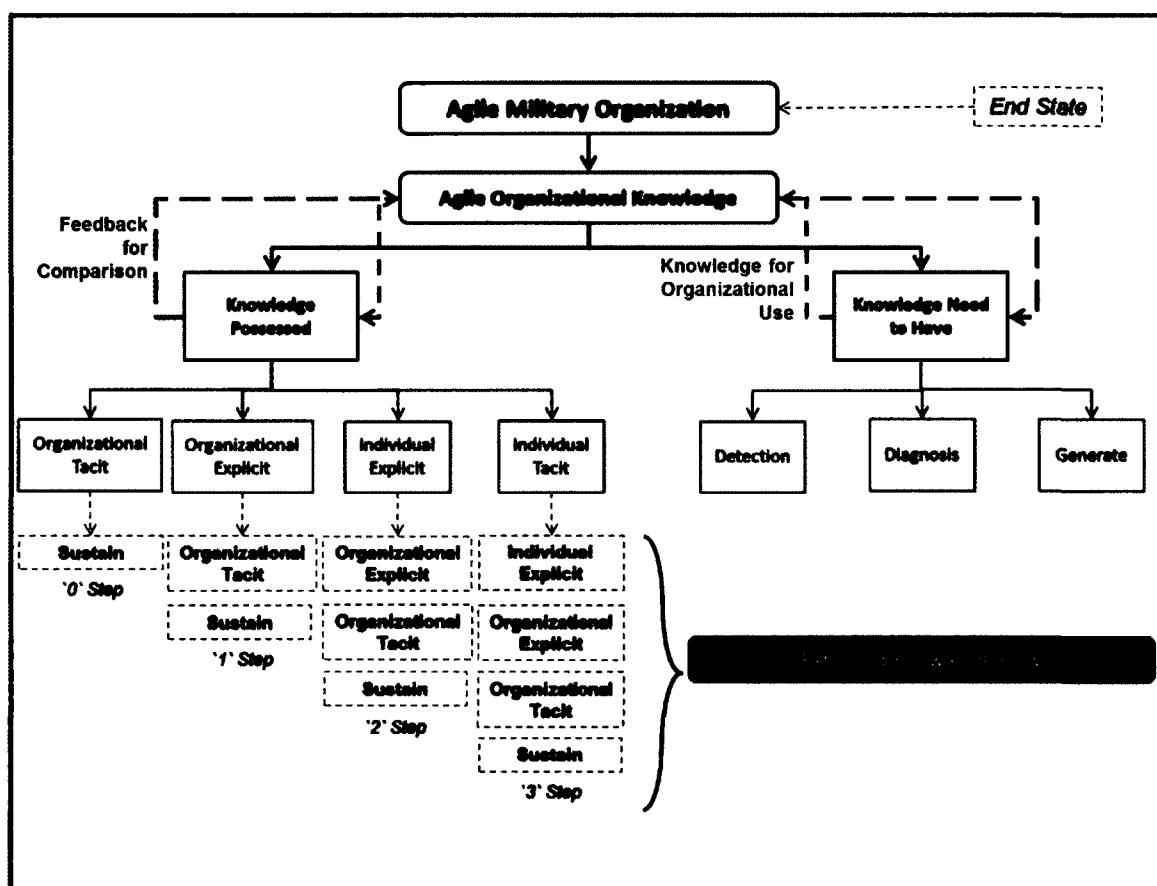 Agile Military Organization
End State
Agile Organizational Knowledge
Feedback
for
Comparison
Knowledge for
Organizational
Use
Knowledge
Possessed
Knowledge Need
to Have
Organizational
Tacit
Organizational
Explicit
Individual
Explicit
Individual
Tacit
Detection
Diagnosis
Generate
Sustain
'0' Step
Organizational
Tacit
Sustain
'1' Step
Organizational
Explicit
Organizational
Tacit
Sustain
'2' Step
Individual
Explicit
Organizational
Explicit
Organizational
Tacit
Sustain
'3' Step